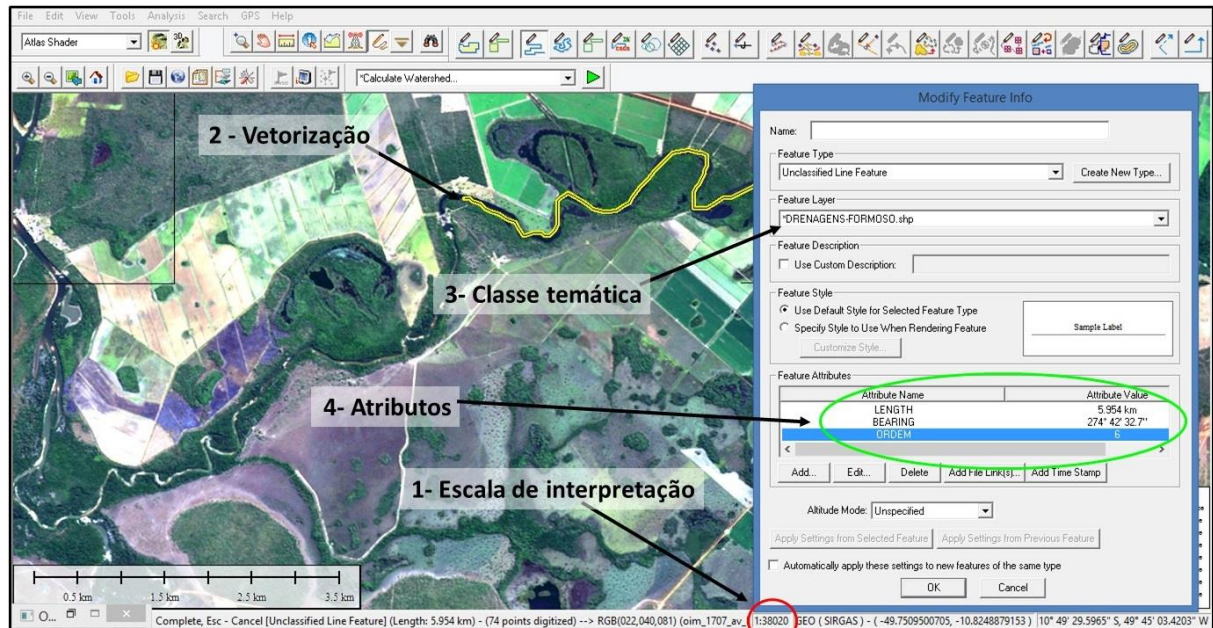 File Edit View Tools Analysis Search GPS Help
Atlas Shader
3D
*Calculate Watershed...
2 - Vetorização
3- Classe temática
4- Atributos
1- Escala de interpretação
0.5 km 1.5 km 2.5 km 3.5 km
Modify Feature Info
Name:
Feature Type
Unclassified Line Feature
Create New Type...
Feature Layer
*DRENAGENS-FORMOSO.shp
Feature Description
Use Custom Description:
Feature Style
Use Default Style for Selected Feature Type
Specify Style to Use When Rendering Feature
Customize Style...
Sample Label
Feature Attributes
Attribute Name Attribute Value
LENGTH 5.954 km
BEARING 274° 42' 32.7"
ORDEM 6
Add... Edit... Delete Add File Link(s)... Add Time Stamp
Altitude Mode: Unspecified
Apply Settings from Selected Feature Apply Settings from Previous Feature
Automatically apply these settings to new features of the same type
OK Cancel
O...
Complete, Esc - Cancel [Unclassified Line Feature] (Length: 5.954 km) - (74 points digitized) --> RGB(022,040,081) (oim_1707_av_ 1:38020 GEO ( SIRGAS) - ( -49.7509500705, -10.8248879153 ) 10° 49' 29.5965" S, 49° 45' 03.4203" W